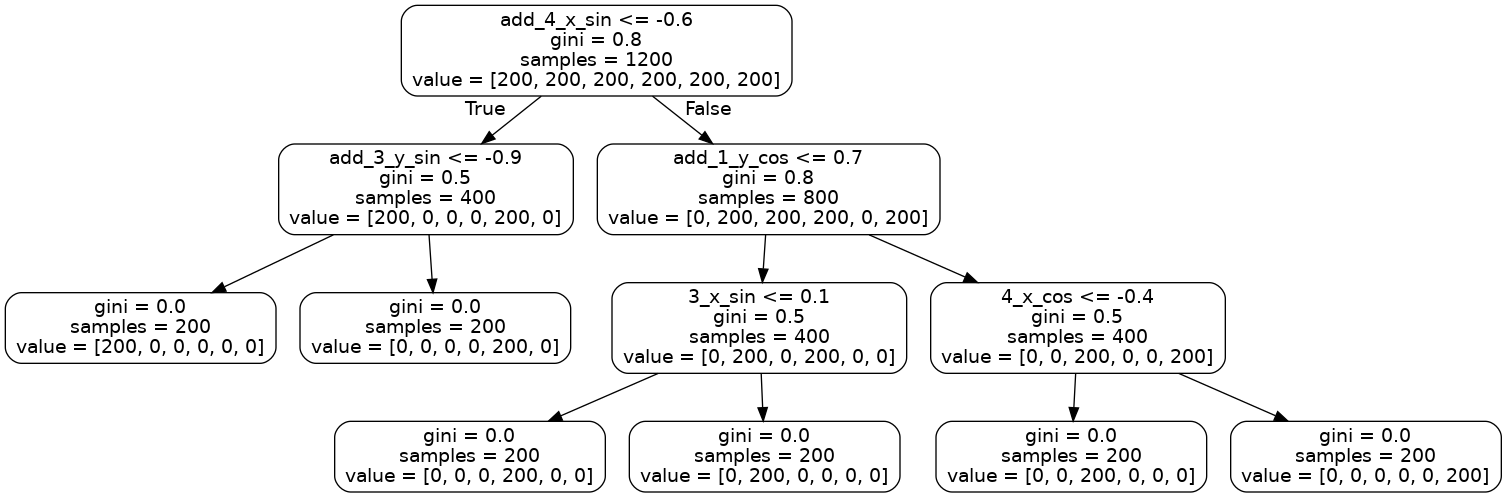 add_4_x_sin <= -0.6
gini = 0.8
samples = 1200
value = [200, 200, 200, 200, 200, 200]
True
False
add_3_y_sin <= -0.9
gini = 0.5
samples = 400
value = [200, 0, 0, 0, 200, 0]
add_1_y_cos <= 0.7
gini = 0.8
samples = 800
value = [0, 200, 200, 200, 0, 200]
gini = 0.0
samples = 200
value = [200, 0, 0, 0, 0, 0]
gini = 0.0
samples = 200
value = [0, 0, 0, 0, 200, 0]
3_x_sin <= 0.1
gini = 0.5
samples = 400
value = [0, 200, 0, 200, 0, 0]
4_x_cos <= -0.4
gini = 0.5
samples = 400
value = [0, 0, 200, 0, 0, 200]
gini = 0.0
samples = 200
value = [0, 0, 0, 200, 0, 0]
gini = 0.0
samples = 200
value = [0, 200, 0, 0, 0, 0]
gini = 0.0
samples = 200
value = [0, 0, 200, 0, 0, 0]
gini = 0.0
samples = 200
value = [0, 0, 0, 0, 0, 200]